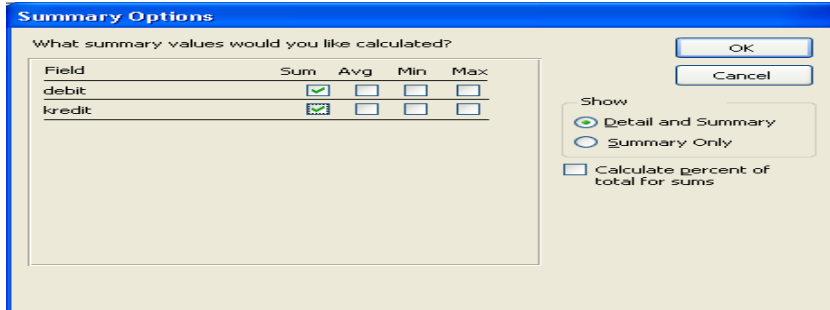 Summary Options
What summary values would you like calculated?
Field Sum Avg Min Max
debit
kredit
OK
Cancel
Show
Detail and Summary
Summary Only
Calculate percent of
total for sums